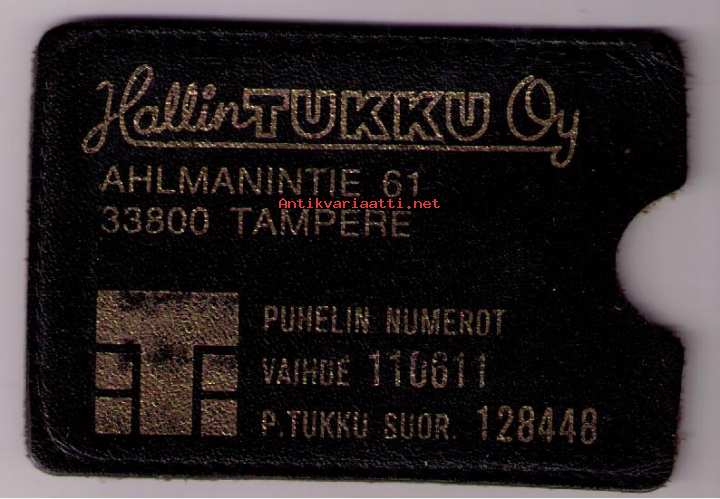 HallinTUKKU Oy
AHLMANINTIE 61
Antikvariaatti.net
33800 TAMPERE
PUHELIN NUMEROT
VAIHDE 110611
P.TUKKU SUOR. 128448